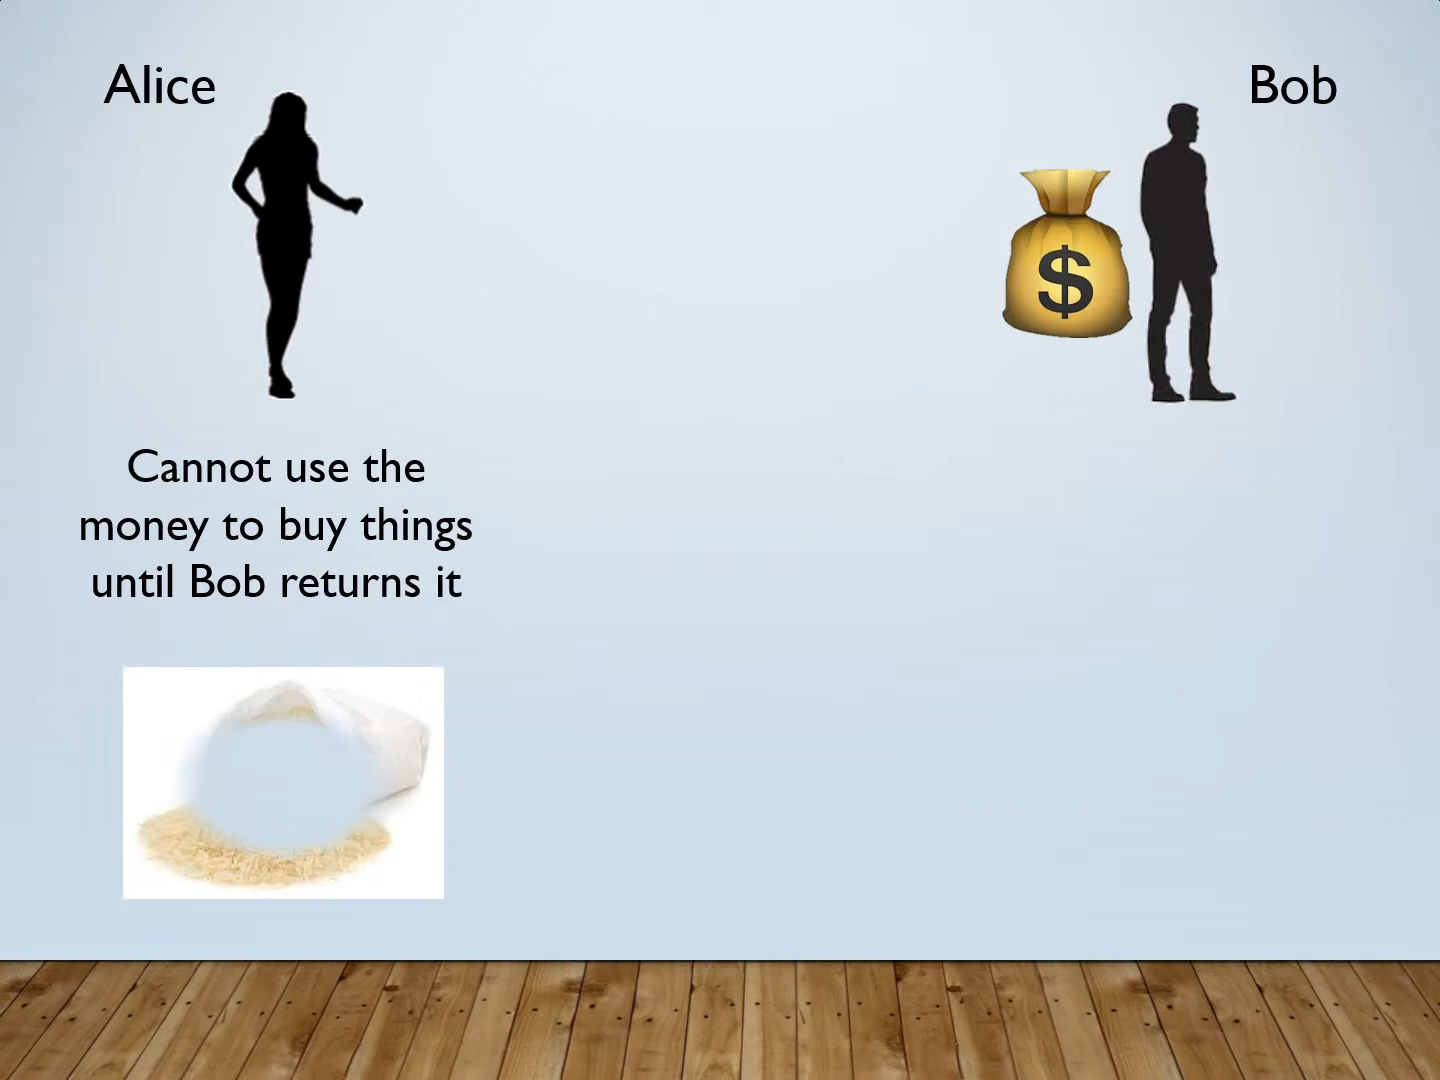 Alice
Bob
$
Cannot use the
money to buy things
until Bob returns it